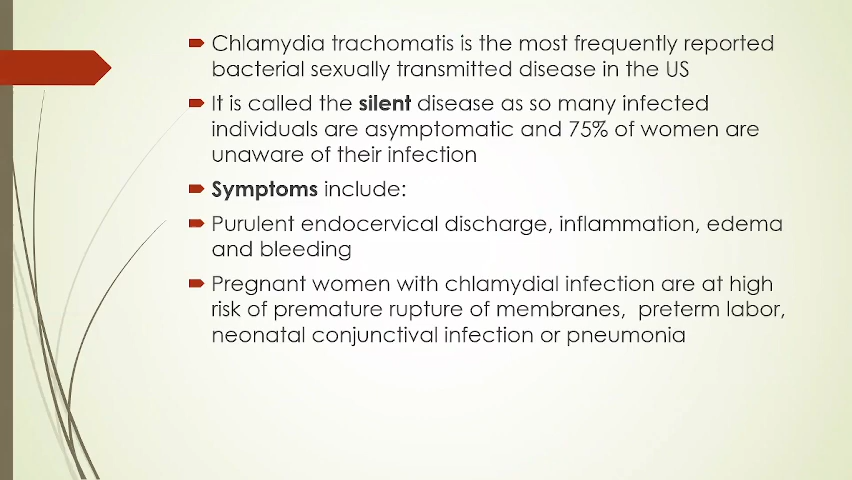 Chlamydia trachomatis is the most frequently reported
bacterial sexually transmitted disease in the US
It is called the silent disease as so many infected
individuals are asymptomatic and 75% of women are
unaware of their infection
Symptoms include:
Purulent endocervical discharge, inflammation, edema
and bleeding
Pregnant women with chlamydial infection are at high
risk of premature rupture of membranes,  preterm labor,
neonatal conjunctival infection or pneumonia